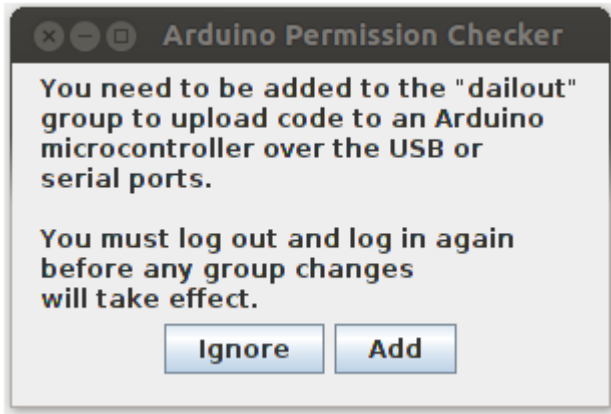 Arduino Permission Checker
You need to be added to the "dailout"
group to upload code to an Arduino
microcontroller over the USB or
serial ports.
You must log out and log in again
before any group changes
will take effect.
Ignore Add